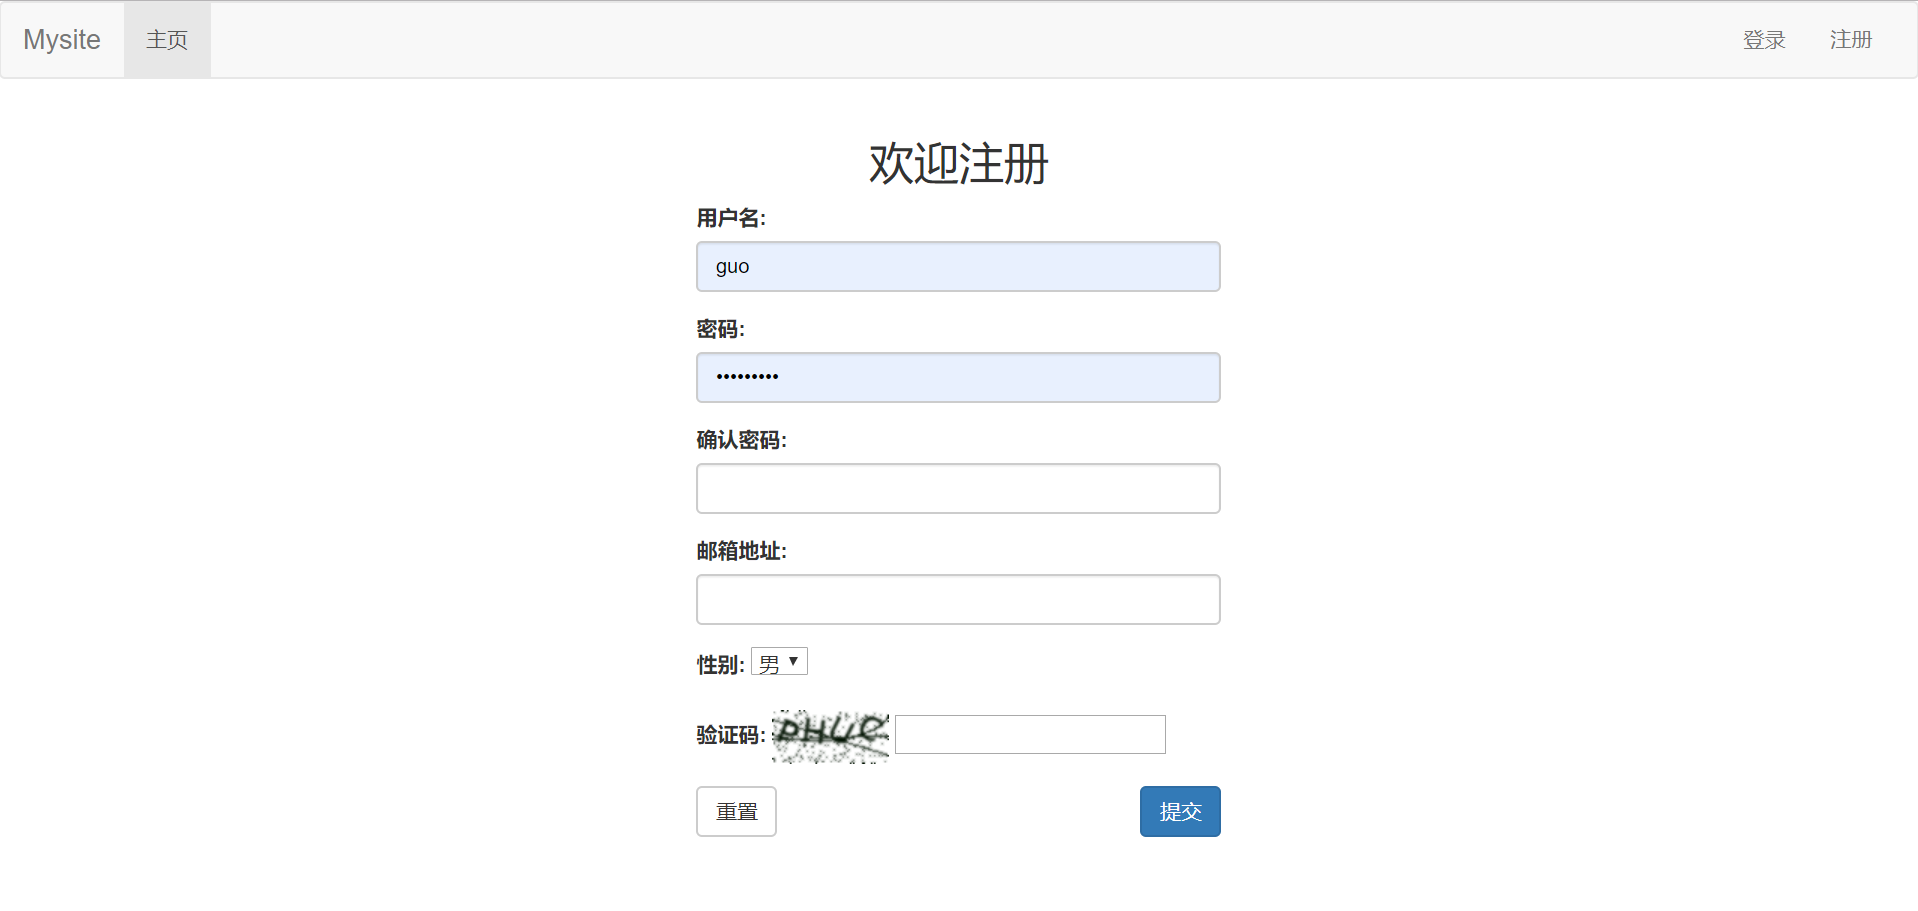 Mysite 主页 登录 注册
欢迎注册
用户名:
guo
密码:
•••••••••
确认密码:
邮箱地址:
性别: 男
验证码: PHUC
重置 提交